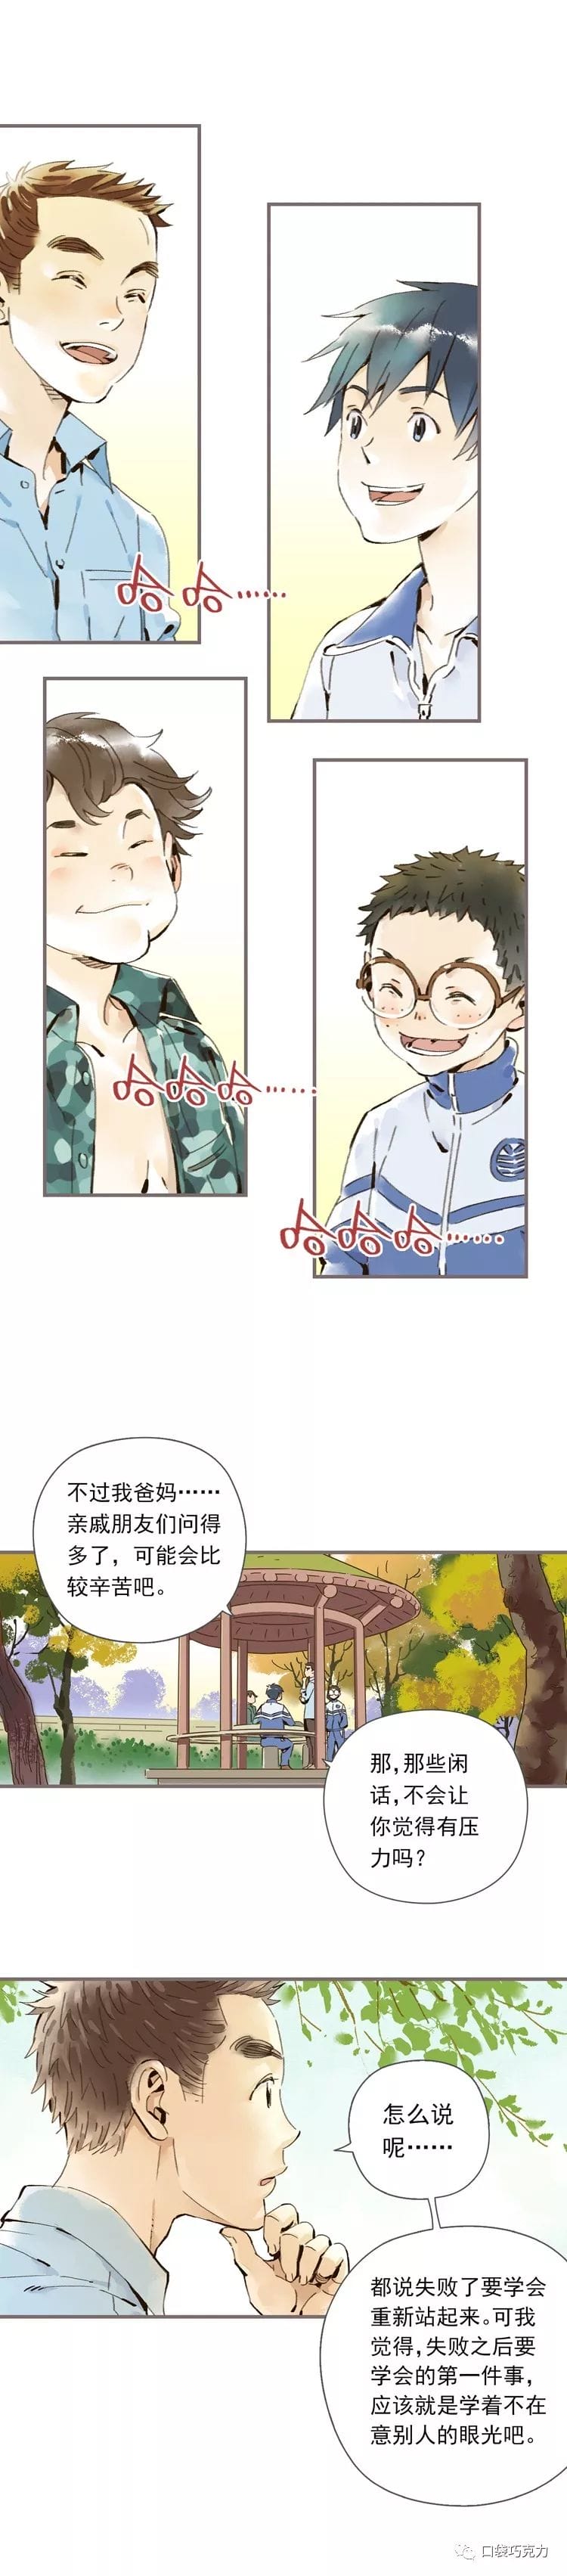 哈哈……
哈哈哈……
哈哈哈……
不过我爸妈……
亲戚朋友们问得
多了，可能会比
较辛苦吧。
那,那些闲
话,不会让
你觉得有压
力吗？
怎么说
呢……
都说失败了要学会
重新站起来。可我
觉得,失败之后要
学会的第一件事，
应该就是学着不在
意别人的眼光吧。
口袋巧克力